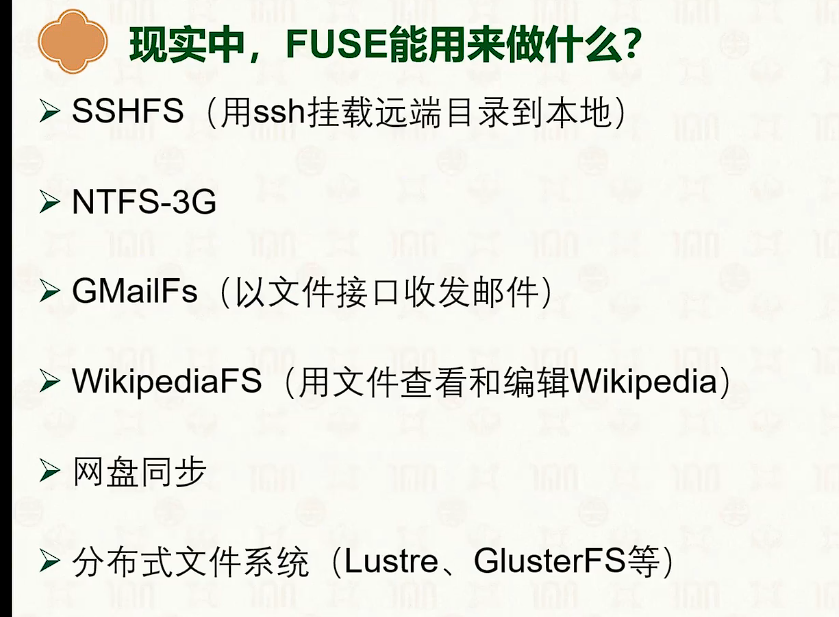 现实中，FUSE能用来做什么？
SSHFS（用ssh挂载远端目录到本地）
NTFS-3G
GMailFs（以文件接口收发邮件）
WikipediaFS（用文件查看和编辑Wikipedia）
网盘同步
分布式文件系统（Lustre、GlusterFS等）